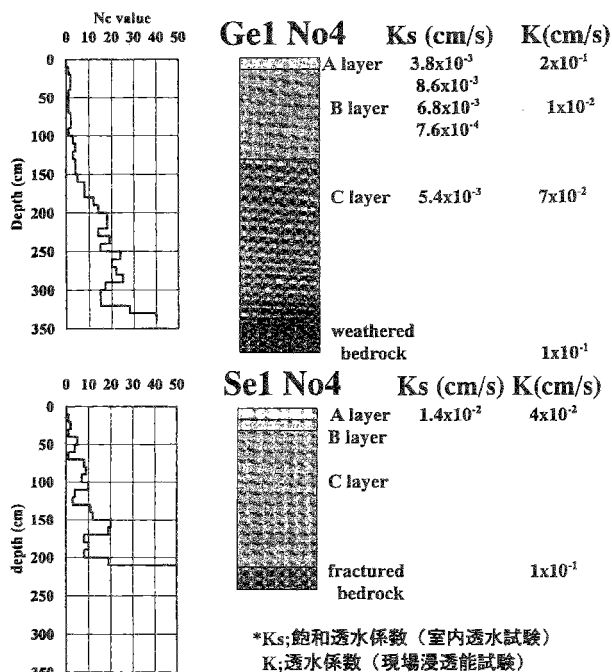 Nc value
0 10 20 30 40 50
Ge1 No4 Ks (cm/s) K(cm/s)
0
50
100
150
200
250
300
350
Depth (cm)
A layer 3.8x10⁻³ 2x10⁻¹
8.6x10⁻³
B layer 6.8x10⁻³ 1x10⁻²
7.6x10⁻⁴
C layer 5.4x10⁻³ 7x10⁻²
weathered
bedrock 1x10⁻¹
0 10 20 30 40 50
Se1 No4 Ks (cm/s) K(cm/s)
0
50
100
150
200
250
300
350
depth (cm)
A layer 1.4x10⁻² 4x10⁻²
B layer
C layer
fractured 1x10⁻¹
bedrock
*Ks;飽和透水係数（室内透水試験）
K;透水係数（現場浸透能試験）